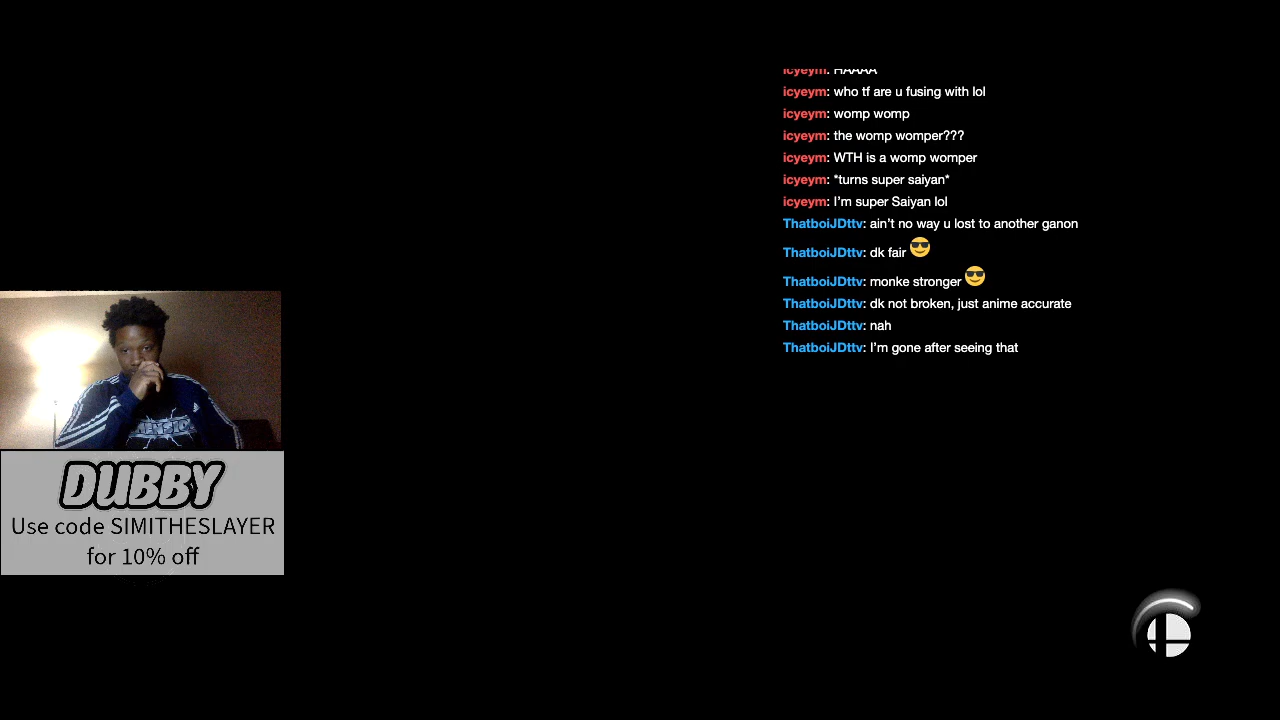 icyeym: HAAAA
icyeym: who tf are u fusing with lol
icyeym: womp womp
icyeym: the womp womper???
icyeym: WTH is a womp womper
icyeym: *turns super saiyan*
icyeym: I'm super Saiyan lol
ThatboiJDttv: ain't no way u lost to another ganon
ThatboiJDttv: dk fair 😎
ThatboiJDttv: monke stronger 😎
ThatboiJDttv: dk not broken, just anime accurate
ThatboiJDttv: nah
ThatboiJDttv: I'm gone after seeing that
DUBBY
Use code SIMITHESLAYER
for 10% off